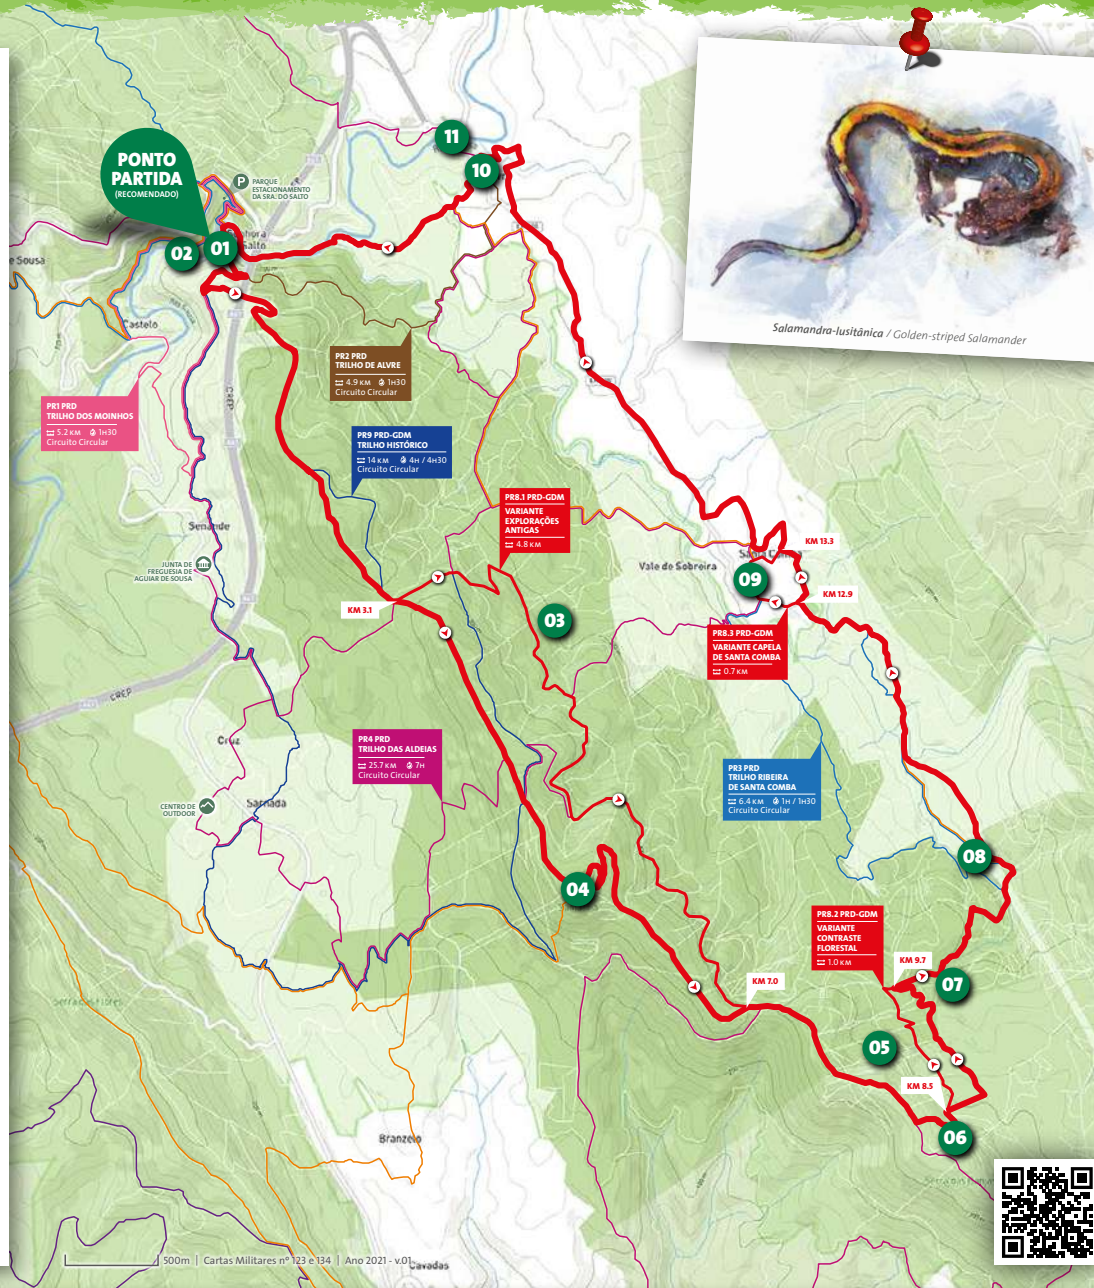 11
10
PONTO
PARTIDA
(RECOMENDADO)
P
PARQUE
ESTACIONAMENTO
DA SRA. DO SALTO
02
01
Salto
e Sousa
Castelo
Salamandra-lusitânica / Golden-striped Salamander
PR2 PRD
TRILHO DE ALVRE
4.9 KM 1H30
Circuito Circular
CREP
PR1 PRD
TRILHO DOS MOINHOS
5.2 KM 1H30
Circuito Circular
PR9 PRD-GDM
TRILHO HISTÓRICO
14 KM 4H / 4H30
Circuito Circular
PR8.1 PRD-GDM
VARIANTE
EXPLORAÇÕES
ANTIGAS
4.8 KM
Senande
JUNTA DE
FREGUESIA DE
AGUIAR DE SOUSA
KM 13.3
Vale de Sobreira
09
KM 12.9
KM 3.1
03
PR8.3 PRD-GDM
VARIANTE CAPELA
DE SANTA COMBA
0.7 KM
CREP
Cruz
PR4 PRD
TRILHO DAS ALDEIAS
25.7 KM 7H
Circuito Circular
PR3 PRD
TRILHO RIBEIRA
DE SANTA COMBA
6.4 KM 1H / 1H30
Circuito Circular
CENTRO DE
OUTDOOR
Sarnada
08
04
PR8.2 PRD-GDM
VARIANTE
CONTRASTE
FLORESTAL
1.0 KM
KM 9.7
07
KM 7.0
Serra das Flores
05
KM 8.5
06
Branzelo
500m | Cartas Militares nº 123 e 134 | Ano 2021 - v.01
Cavadas